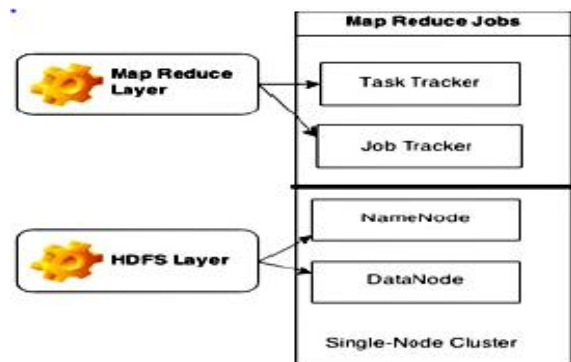 Map Reduce Jobs
Map Reduce
Layer
Task Tracker
Job Tracker
HDFS Layer
NameNode
DataNode
Single-Node Cluster